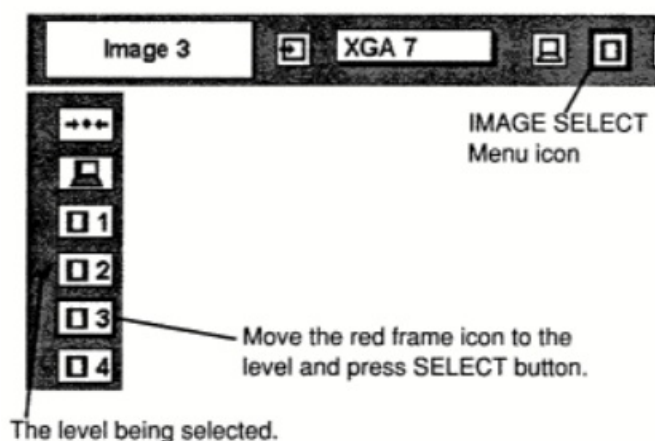 Image 3
XGA 7
IMAGE SELECT
Menu icon
1
2
3
4
Move the red frame icon to the
level and press SELECT button.
The level being selected.